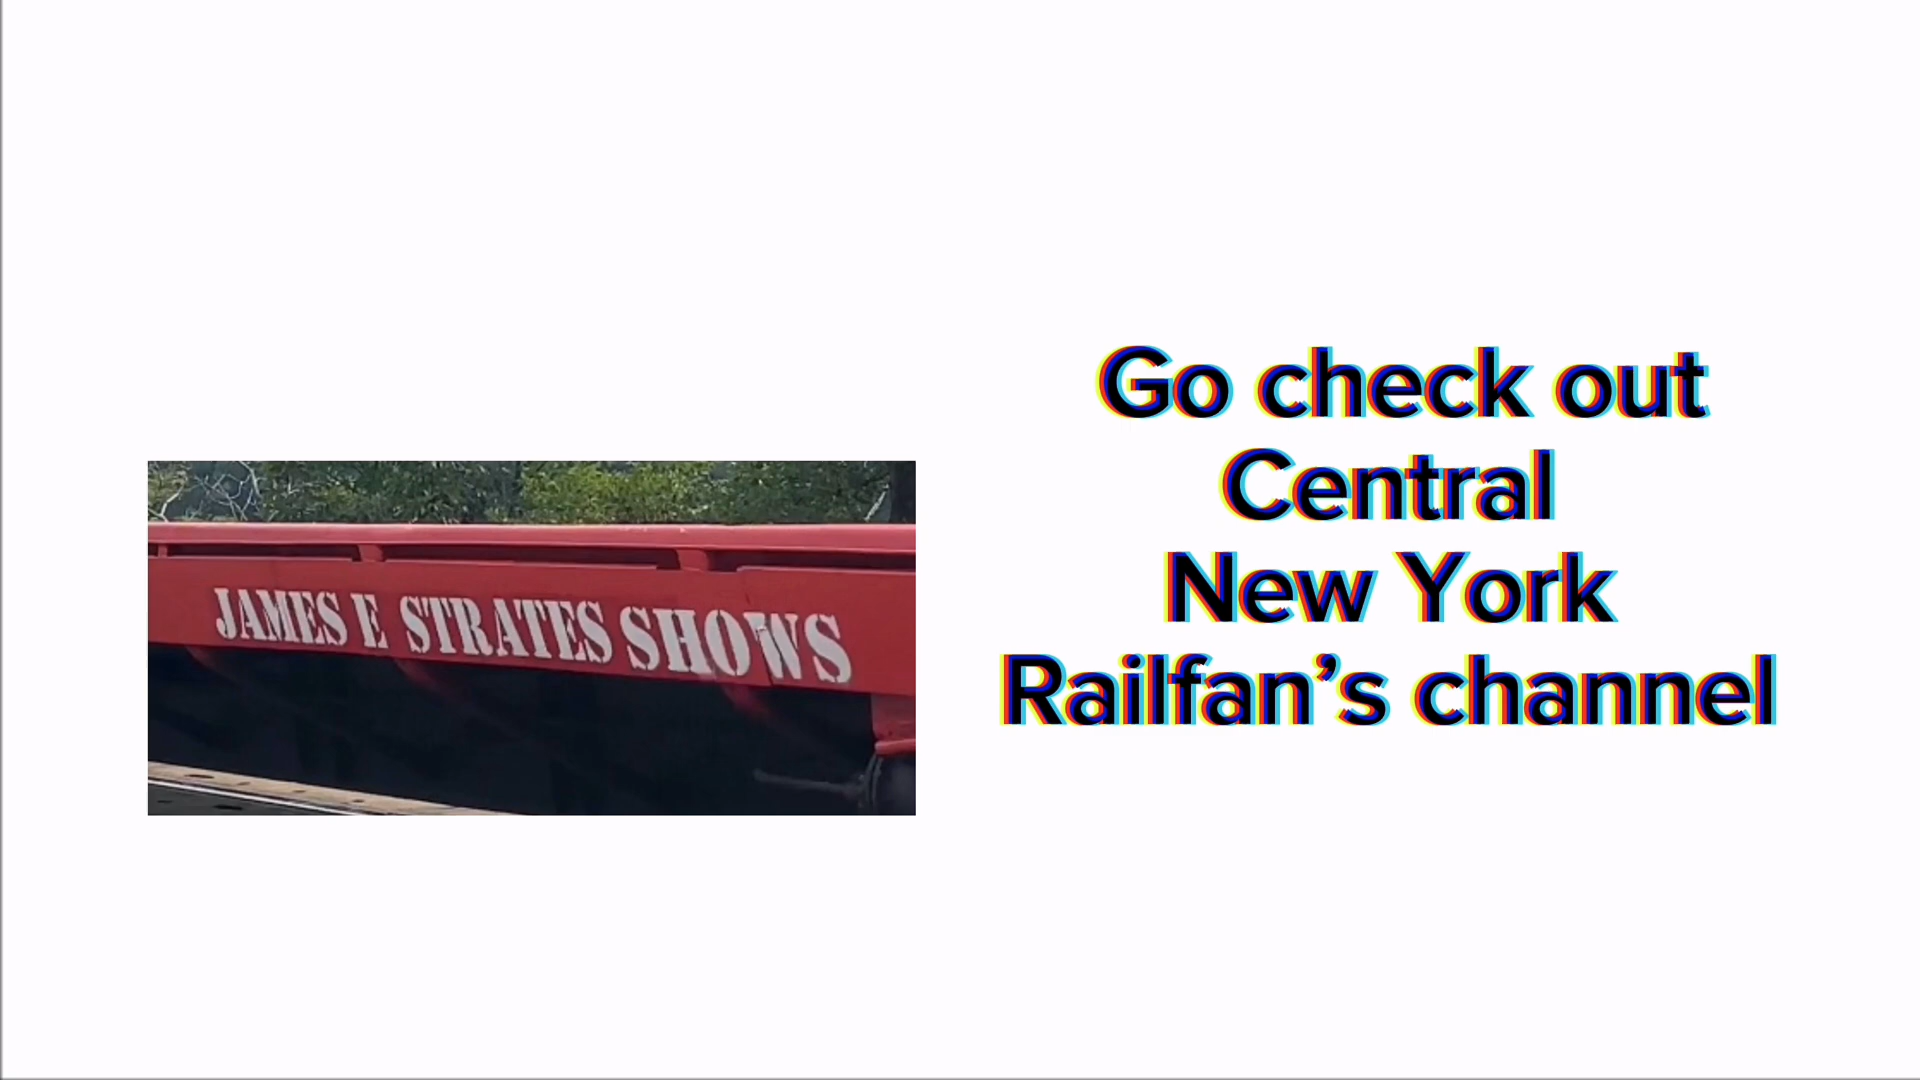 JAMES E STRATES SHOWS
Go check out
Central
New York
Railfan’s channel